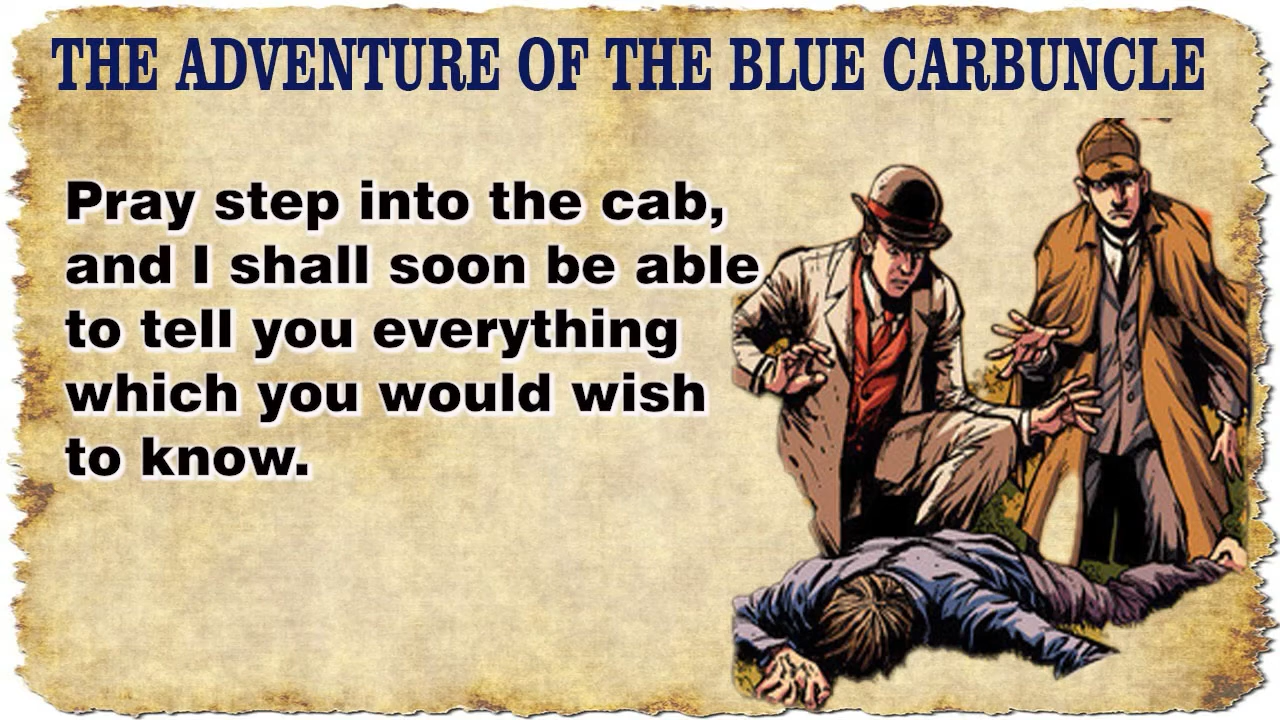 THE ADVENTURE OF THE BLUE CARBUNCLE
Pray step into the cab,
and I shall soon be able
to tell you everything
which you would wish
to know.